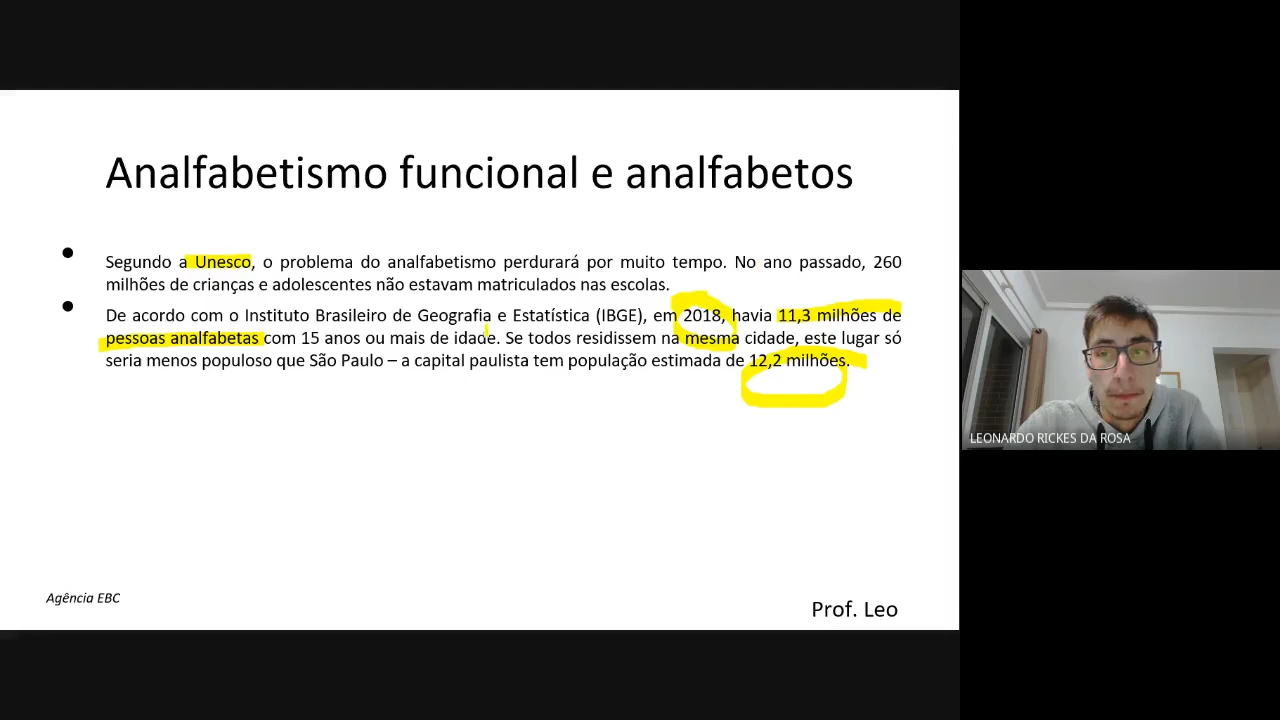 Analfabetismo funcional e analfabetos
• Segundo a Unesco, o problema do analfabetismo perdurará por muito tempo. No ano passado, 260
milhões de crianças e adolescentes não estavam matriculados nas escolas.
• De acordo com o Instituto Brasileiro de Geografia e Estatística (IBGE), em 2018, havia 11,3 milhões de
pessoas analfabetas com 15 anos ou mais de idade. Se todos residissem na mesma cidade, este lugar só
seria menos populoso que São Paulo – a capital paulista tem população estimada de 12,2 milhões.
Agência EBC
Prof. Leo
LEONARDO RICKES DA ROSA